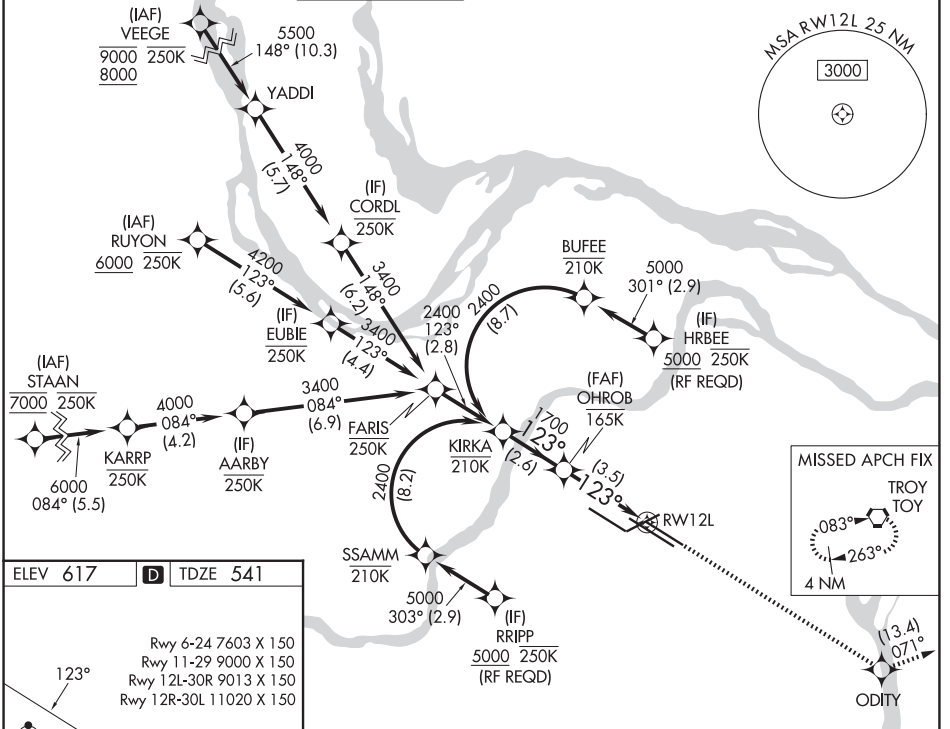 (IAF)
VEEGE
9000 250K
8000
5500
148° (10.3)
YADDI
4000
148°
(5.7)
(IF)
CORDL
250K
3400
148°
(6.2)
(IAF)
RUYON
6000 250K
4200
123°
(5.6)
(IF)
EUBIE
250K
3400
123°
(4.4)
(IAF)
STAAN
7000 250K
6000
084° (5.5)
KARRP
250K
4000
084°
(4.2)
(IF)
AARBY
250K
3400
084°
(6.9)
FARIS
250K
2400
123°
(2.8)
2400
(8.7)
BUFEE
210K
5000
301° (2.9)
(IF)
HRBEE
5000 250K
(RF REQD)
(FAF)
OHROB
165K
KIRKA
210K
1700
123°
(2.6)
(3.5)
123°
RW12L
2400
(8.2)
SSAMM
210K
5000
303° (2.9)
(IF)
RRIPP
5000 250K
(RF REQD)
MSA RW12L 25 NM
3000
MISSED APCH FIX
TROY
TOY
083°
263°
4 NM
(13.4)
071°
ODITY
ELEV 617 D TDZE 541
Rwy 6-24 7603 X 150
Rwy 11-29 9000 X 150
Rwy 12L-30R 9013 X 150
Rwy 12R-30L 11020 X 150
123°